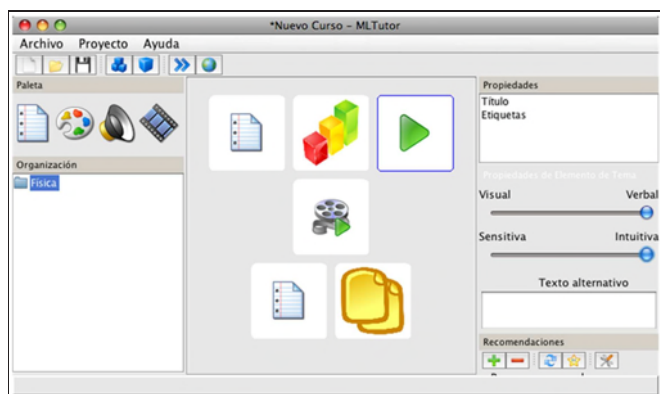 *Nuevo Curso – MLTutor
Archivo Proyecto Ayuda
Paleta
Organización
Física
Propiedades
Título
Etiquetas
Propiedades de Elemento de Tema
Visual Verbal
Sensitiva Intuitiva
Texto alternativo
Recomendaciones